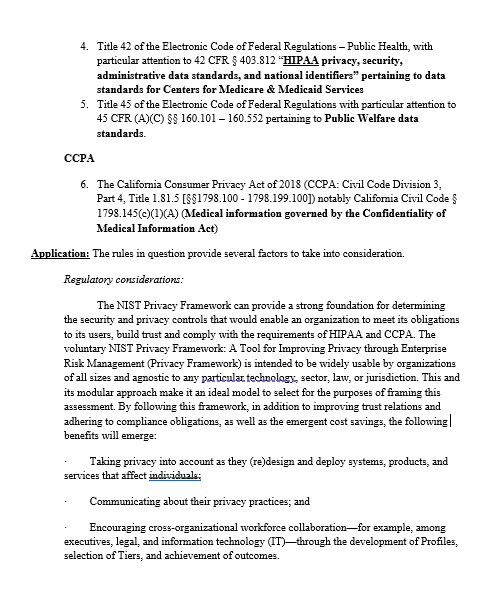 4. Title 42 of the Electronic Code of Federal Regulations – Public Health, with
particular attention to 42 CFR § 403.812 “HIPAA privacy, security,
administrative data standards, and national identifiers” pertaining to data
standards for Centers for Medicare & Medicaid Services
5. Title 45 of the Electronic Code of Federal Regulations with particular attention to
45 CFR (A)(C) §§ 160.101 – 160.552 pertaining to Public Welfare data
standards.
CCPA
6. The California Consumer Privacy Act of 2018 (CCPA: Civil Code Division 3,
Part 4, Title 1.81.5 [§§1798.100 - 1798.199.100]) notably California Civil Code §
1798.145(c)(1)(A) (Medical information governed by the Confidentiality of
Medical Information Act)
Application: The rules in question provide several factors to take into consideration.
Regulatory considerations:
The NIST Privacy Framework can provide a strong foundation for determining
the security and privacy controls that would enable an organization to meet its obligations
to its users, build trust and comply with the requirements of HIPAA and CCPA. The
voluntary NIST Privacy Framework: A Tool for Improving Privacy through Enterprise
Risk Management (Privacy Framework) is intended to be widely usable by organizations
of all sizes and agnostic to any particular technology, sector, law, or jurisdiction. This and
its modular approach make it an ideal model to select for the purposes of framing this
assessment. By following this framework, in addition to improving trust relations and
adhering to compliance obligations, as well as the emergent cost savings, the following
benefits will emerge:
· Taking privacy into account as they (re)design and deploy systems, products, and
services that affect individuals;
· Communicating about their privacy practices; and
· Encouraging cross-organizational workforce collaboration—for example, among
executives, legal, and information technology (IT)—through the development of Profiles,
selection of Tiers, and achievement of outcomes.